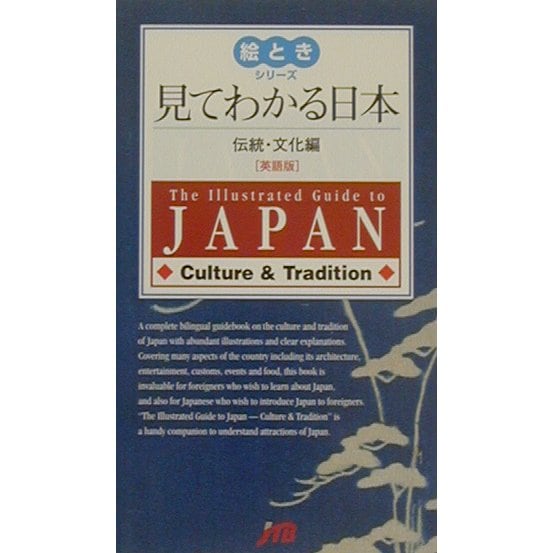 絵とき
シリーズ
見てわかる日本
伝統・文化編
[英語版]
The Illustrated Guide to
JAPAN
◆ Culture & Tradition ◆
A complete bilingual guidebook on the culture and tradition
of Japan with abundant illustrations and clear explanations.
Covering many aspects of the country including its architecture,
entertainment, customs, events and food, this book is
invaluable for foreigners who wish to learn about Japan,
and also for Japanese who wish to introduce Japan to foreigners.
"The Illustrated Guide to Japan — Culture & Tradition" is
a handy companion to understand attractions of Japan.
JTB